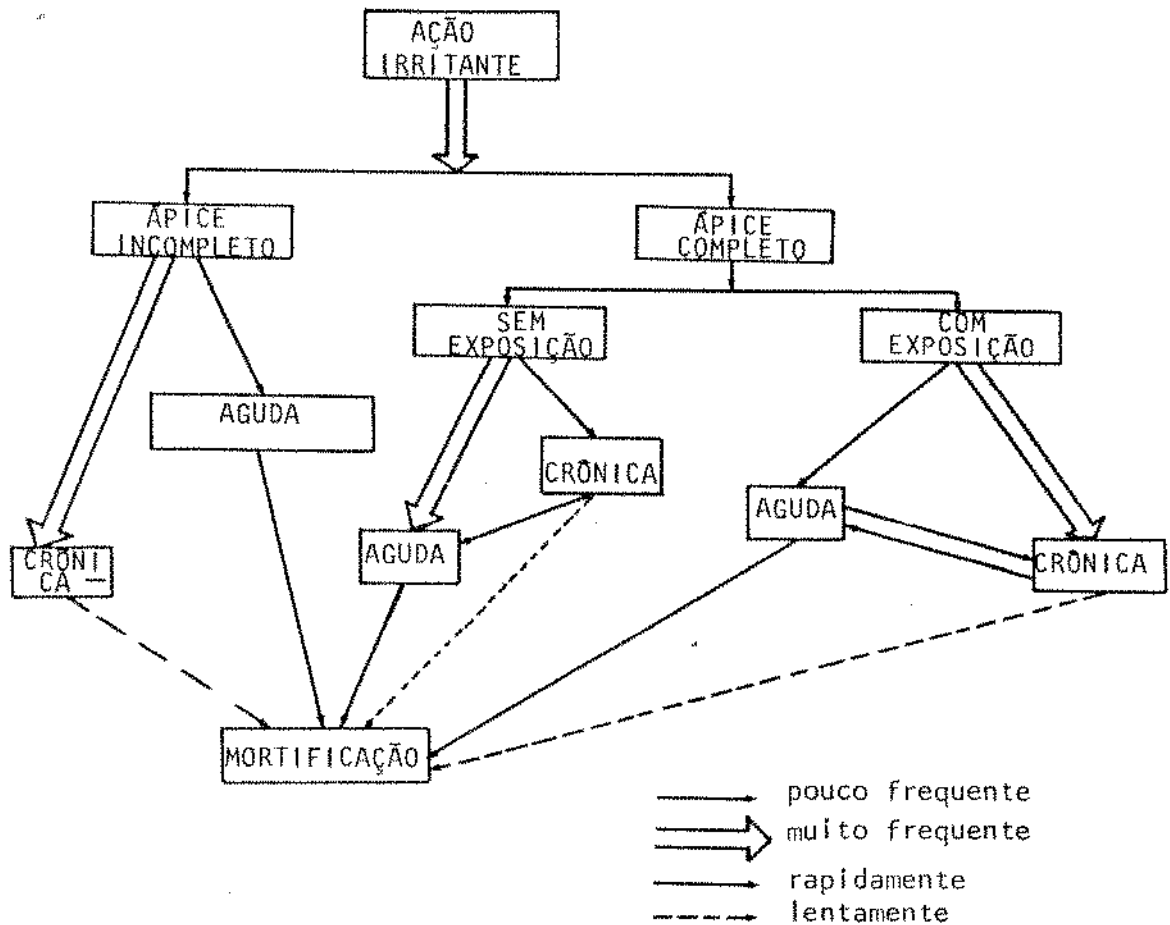 AÇÃO
IRRITANTE
ÁPICE
INCOMPLETO
ÁPICE
COMPLETO
SEM
EXPOSIÇÃO
COM
EXPOSIÇÃO
AGUDA
CRÔNICA
AGUDA
AGUDA
CRÔNI
CA
CRÔNICA
MORTIFICAÇÃO
pouco frequente
muito frequente
rapidamente
lentamente